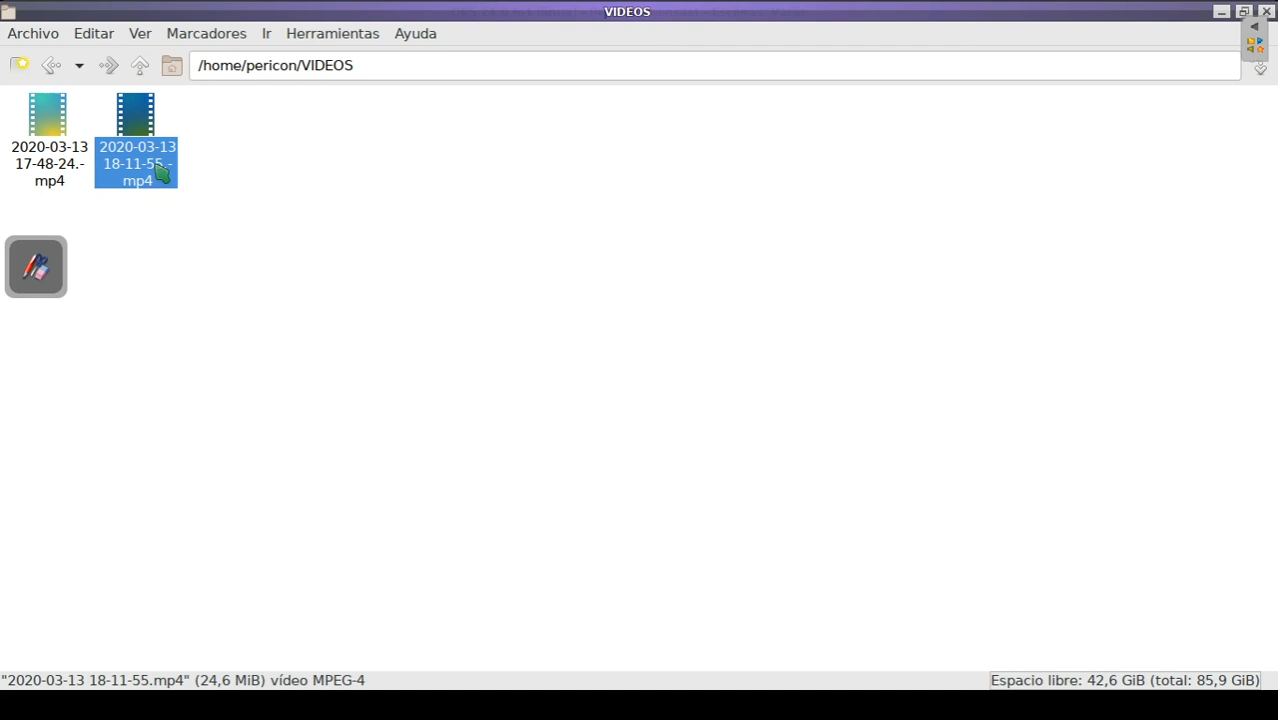 VIDEOS
Archivo Editar Ver Marcadores Ir Herramientas Ayuda
/home/pericon/VIDEOS
2020-03-13
17-48-24.-
mp4
2020-03-13
18-11-55.-
mp4
"2020-03-13 18-11-55.mp4" (24,6 MiB) vídeo MPEG-4
Espacio libre: 42,6 GiB (total: 85,9 GiB)